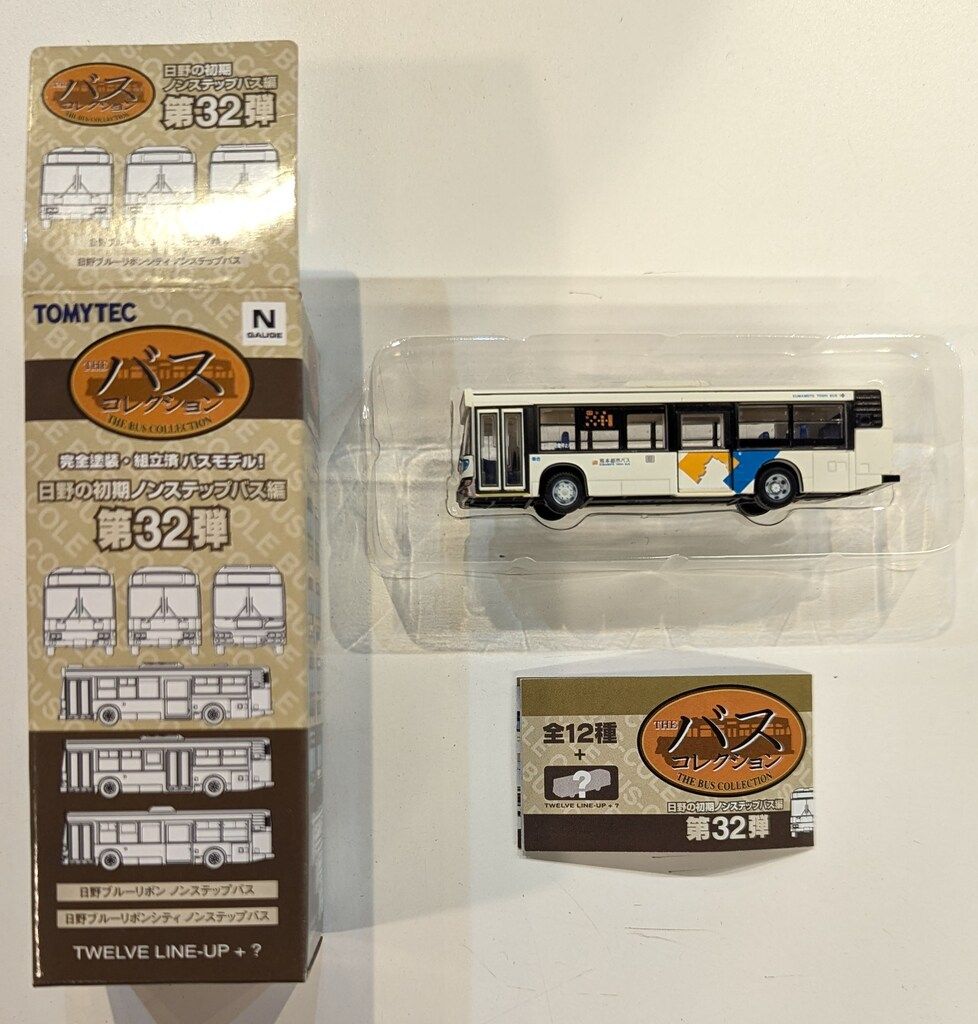 THE
バス
コレクション
THE BUS COLLECTION
日野の初期
ノンステップバス編
第32弾
日野ブルーリボンシティ ノンステップバス
TOMYTEC
N
GAUGE
THE
バス
コレクション
THE BUS COLLECTION
完全塗装・組立済 バスモデル!
日野の初期ノンステップバス編
第32弾
日野ブルーリボン ノンステップバス
日野ブルーリボンシティ ノンステップバス
TWELVE LINE-UP + ?
KUMAMOTO TOSHI BUS
熊本都市バス
KUMAMOTO TOSHI BUS
全12種
+
?
TWELVE LINE-UP + ?
THE
バス
コレクション
THE BUS COLLECTION
日野の初期ノンステップバス編
第32弾